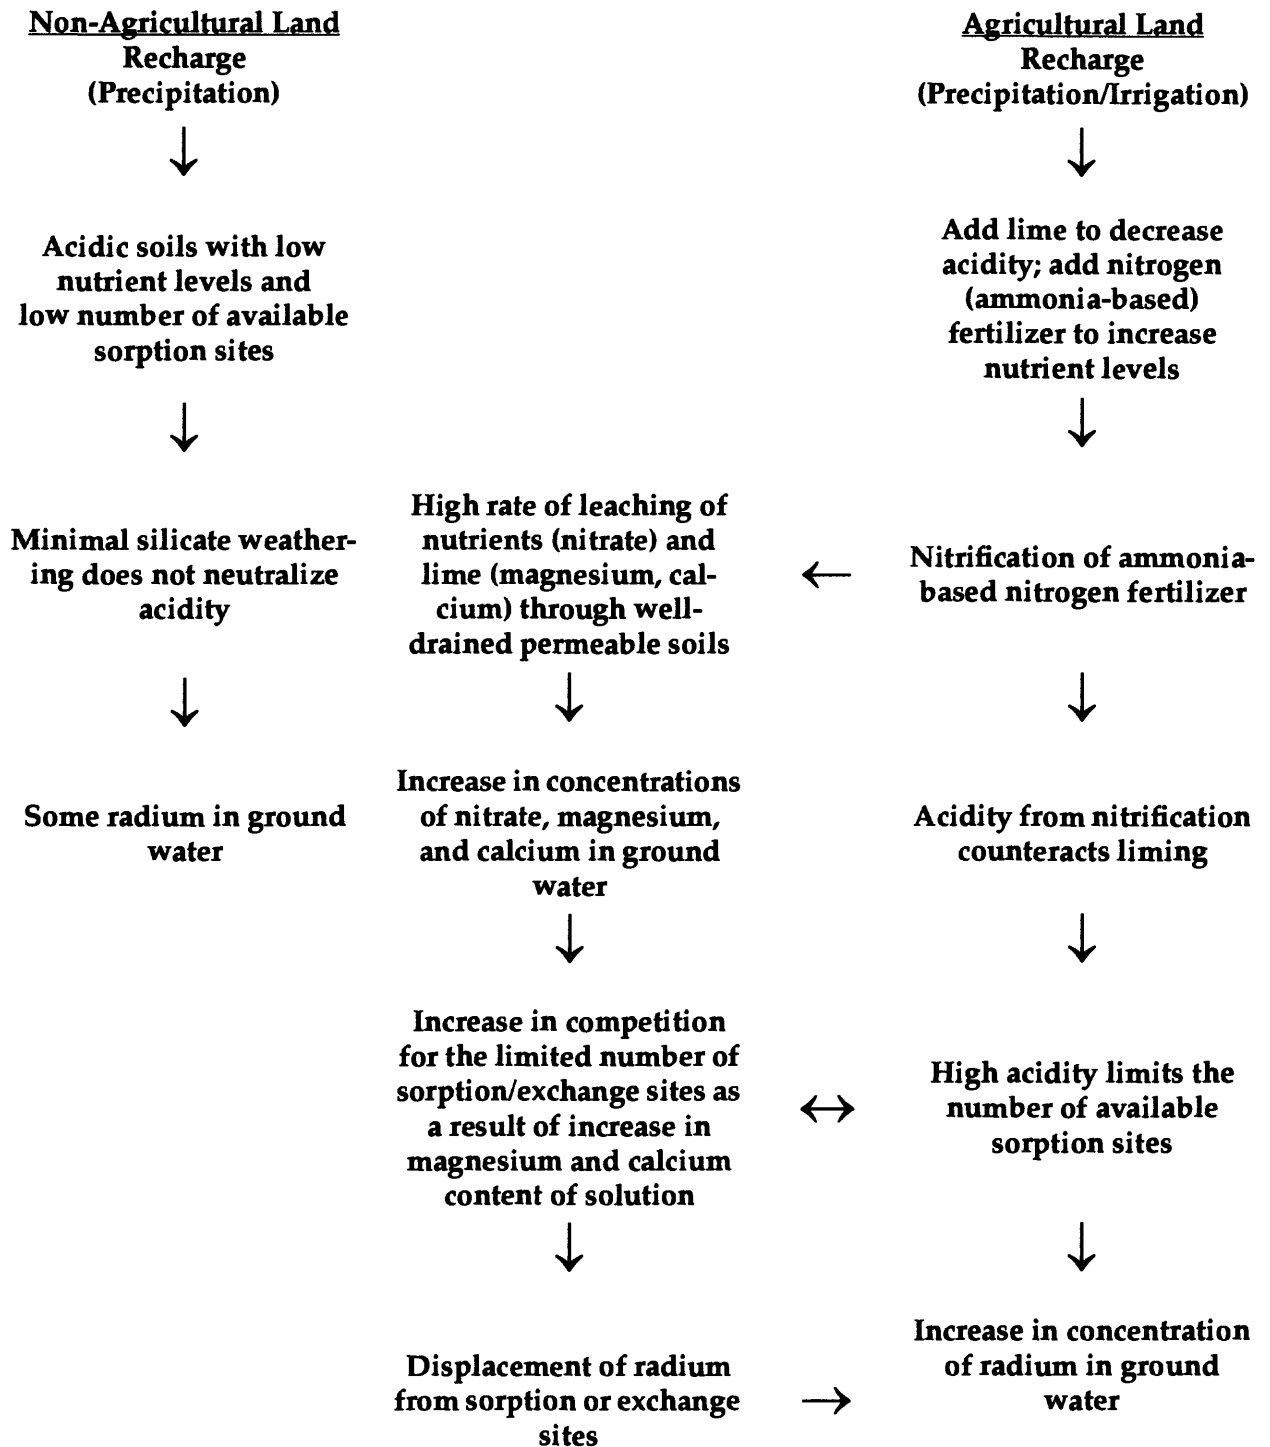 Non-Agricultural Land
Recharge
(Precipitation)
Acidic soils with low
nutrient levels and
low number of available
sorption sites
Minimal silicate weather-
ing does not neutralize
acidity
Some radium in ground
water
High rate of leaching of
nutrients (nitrate) and
lime (magnesium, cal-
cium) through well-
drained permeable soils
Increase in concentrations
of nitrate, magnesium,
and calcium in ground
water
Increase in competition
for the limited number of
sorption/exchange sites as
a result of increase in
magnesium and calcium
content of solution
Displacement of radium
from sorption or exchange
sites
Agricultural Land
Recharge
(Precipitation/Irrigation)
Add lime to decrease
acidity; add nitrogen
(ammonia-based)
fertilizer to increase
nutrient levels
Nitrification of ammonia-
based nitrogen fertilizer
Acidity from nitrification
counteracts liming
High acidity limits the
number of available
sorption sites
Increase in concentration
of radium in ground
water